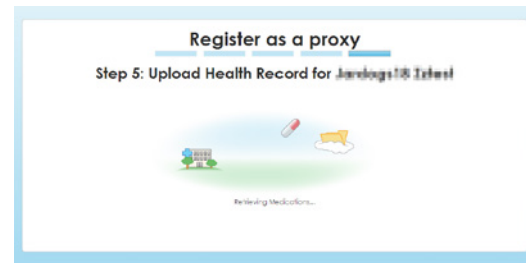 Register as a proxy
Step 5: Upload Health Record for
Retrieving Medications...